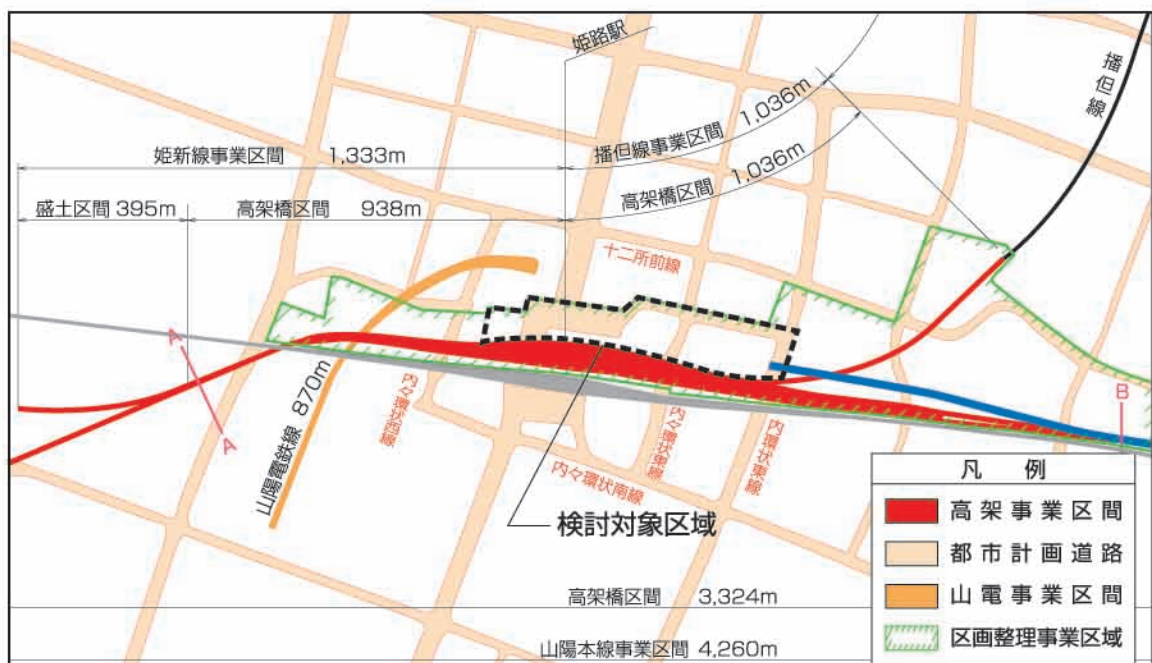 姫路駅
播但線
播但線事業区間 1,036m
高架橋区間 1,036m
姫新線事業区間 1,333m
盛土区間 395m
高架橋区間 938m
十二所前線
A
A
山陽電鉄線 870m
内々環状西線
内々環状東線
内環状東線
内々環状南線
B
検討対象区域
高架橋区間 3,324m
山陽本線事業区間 4,260m
凡 例
高架事業区間
都市計画道路
山電事業区間
区画整理事業区域